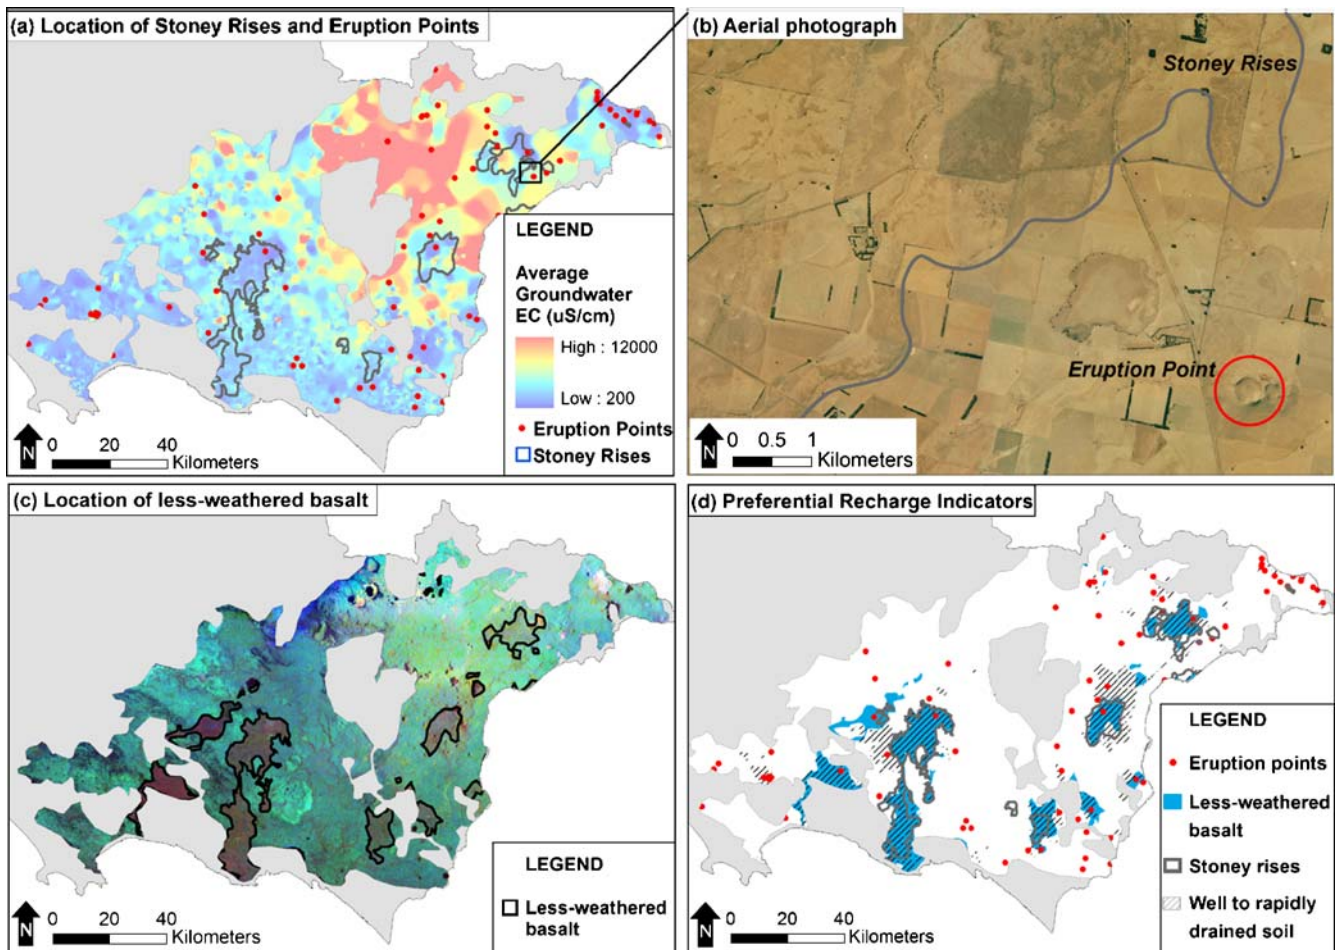 (a) Location of Stoney Rises and Eruption Points
LEGEND
Average
Groundwater
EC (uS/cm)
High : 12000
Low : 200
Eruption Points
Stoney Rises
N
0 20 40
Kilometers
(b) Aerial photograph
Stoney Rises
Eruption Point
N
0 0.5 1
Kilometers
(c) Location of less-weathered basalt
LEGEND
Less-weathered
basalt
N
0 20 40
Kilometers
(d) Preferential Recharge Indicators
LEGEND
Eruption points
Less-weathered
basalt
Stoney rises
Well to rapidly
drained soil
N
0 20 40
Kilometers